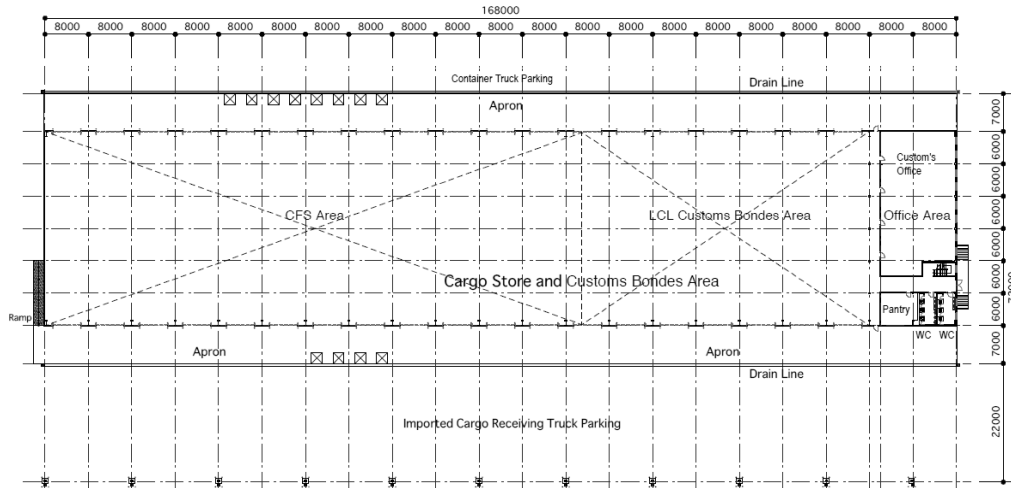 168000
8000 8000 8000 8000 8000 8000 8000 8000 8000 8000 8000 8000 8000 8000 8000 8000 8000 8000 8000 8000 8000
Container Truck Parking
Drain Line
Apron
7000
6000
Custom's
Office
6000
6000
CFS Area
LCL Customs Bondes Area
Office Area
6000
Cargo Store and Customs Bondes Area
6000
Ramp
Pantry
6000
WC WC
Apron
Apron
7000
Drain Line
Imported Cargo Receiving Truck Parking
22000